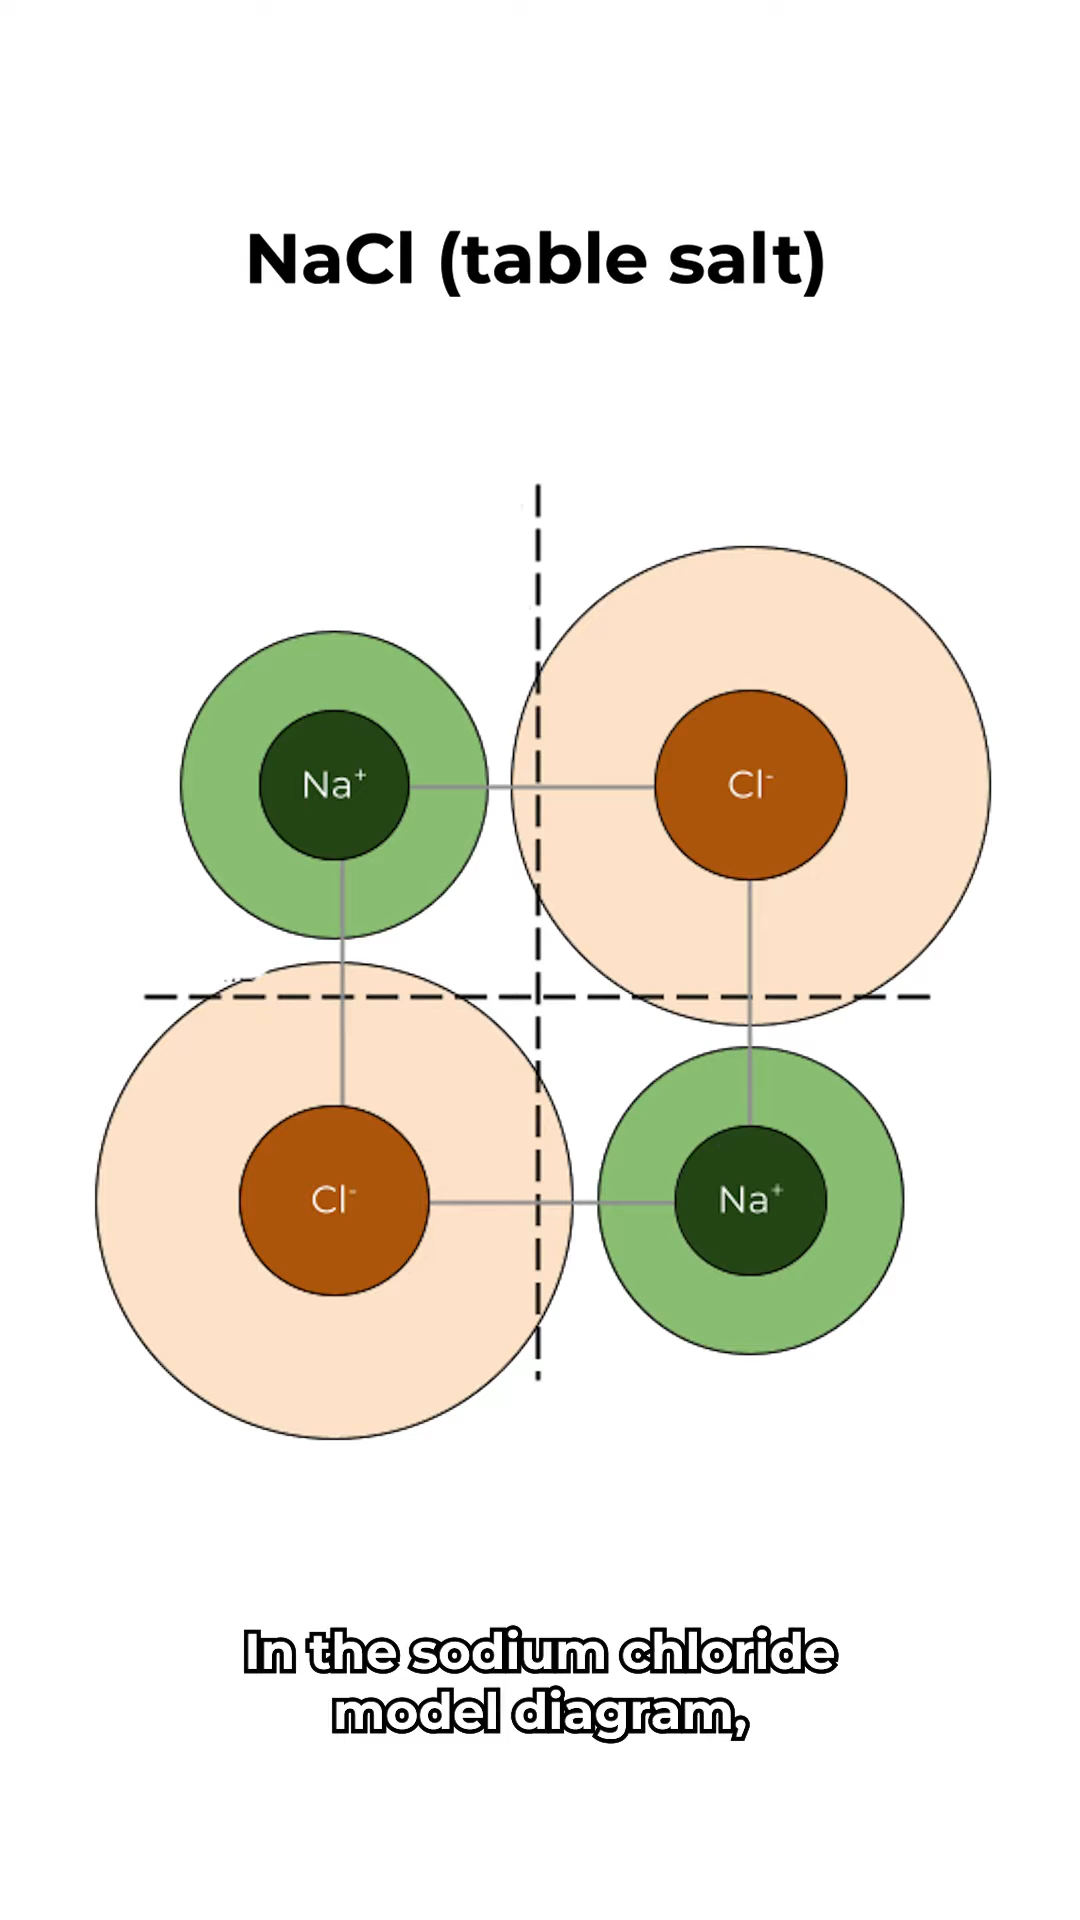 NaCl (table salt)
Na⁺
Cl⁻
Cl⁻
Na⁺
In the sodium chloride
model diagram,